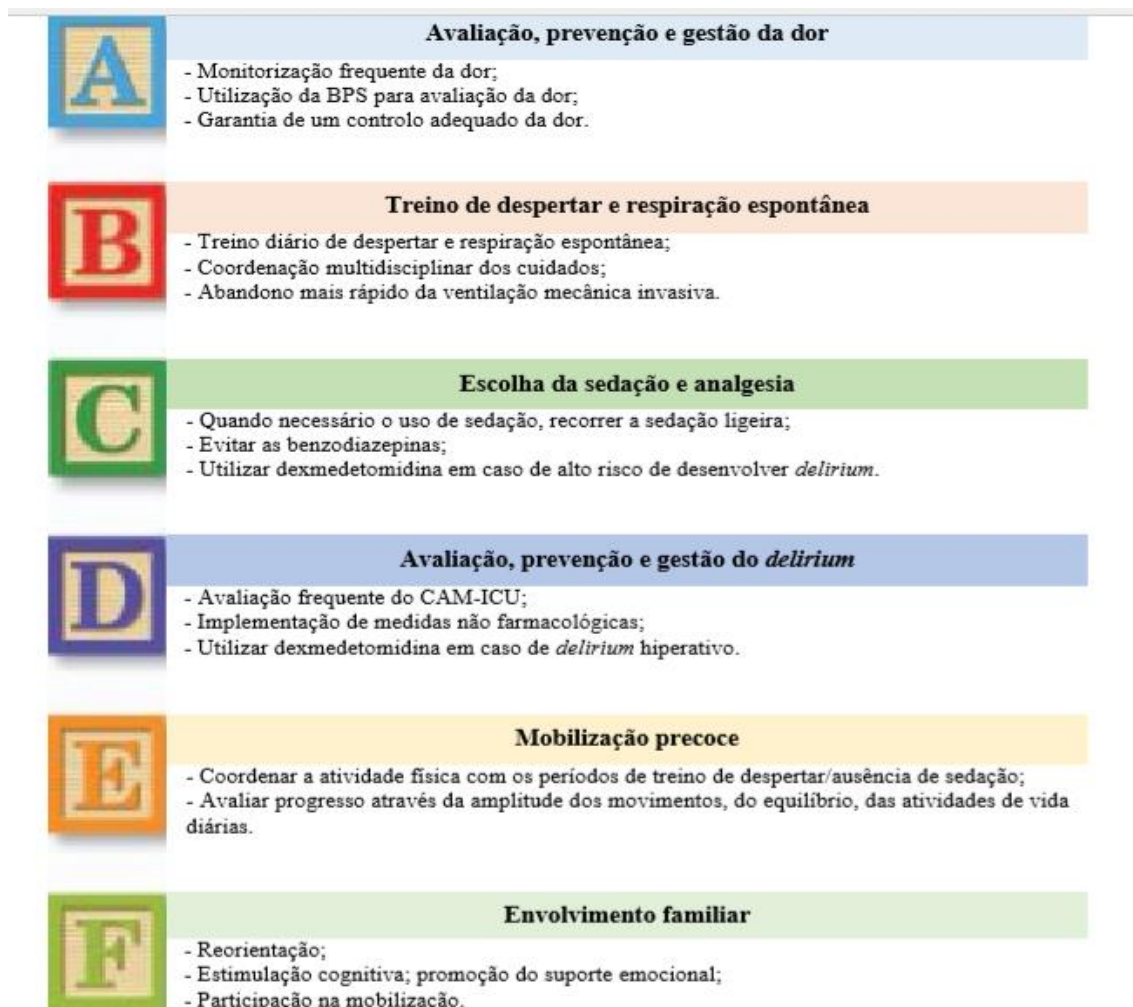 A
Avaliação, prevenção e gestão da dor
- Monitorização frequente da dor;
- Utilização da BPS para avaliação da dor;
- Garantia de um controlo adequado da dor.
B
Treino de despertar e respiração espontânea
- Treino diário de despertar e respiração espontânea;
- Coordenação multidisciplinar dos cuidados;
- Abandono mais rápido da ventilação mecânica invasiva.
C
Escolha da sedação e analgesia
- Quando necessário o uso de sedação, recorrer a sedação ligeira;
- Evitar as benzodiazepinas;
- Utilizar dexmedetomidina em caso de alto risco de desenvolver delirium.
D
Avaliação, prevenção e gestão do delirium
- Avaliação frequente do CAM-ICU;
- Implementação de medidas não farmacológicas;
- Utilizar dexmedetomidina em caso de delirium hiperativo.
E
Mobilização precoce
- Coordenar a atividade física com os períodos de treino de despertar/ausência de sedação;
- Avaliar progresso através da amplitude dos movimentos, do equilíbrio, das atividades de vida
diárias.
F
Envolvimento familiar
- Reorientação;
- Estimulação cognitiva; promoção do suporte emocional;
- Participação na mobilização.